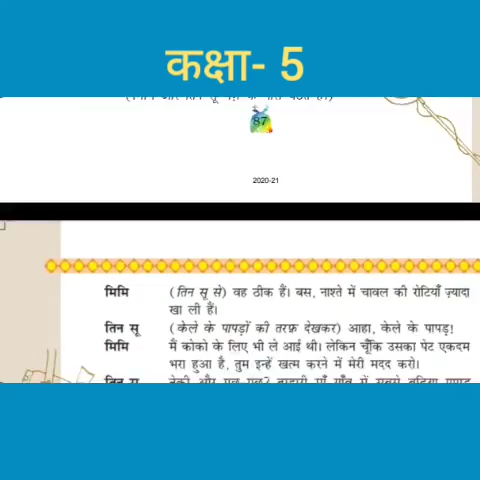 कक्षा- 5
87
2020-21
मिमि (तिन सू से) वह ठीक हैं। बस, नाश्ते में चावल की रोटियाँ ज़्यादा
खा ली हैं।
तिन सू (केले के पापड़ों की तरफ़ देखकर) आहा, केले के पापड़!
मिमि मैं कोको के लिए भी ले आई थी। लेकिन चूँकि उसका पेट एकदम
भरा हुआ है, तुम इन्हें खत्म करने में मेरी मदद करो।